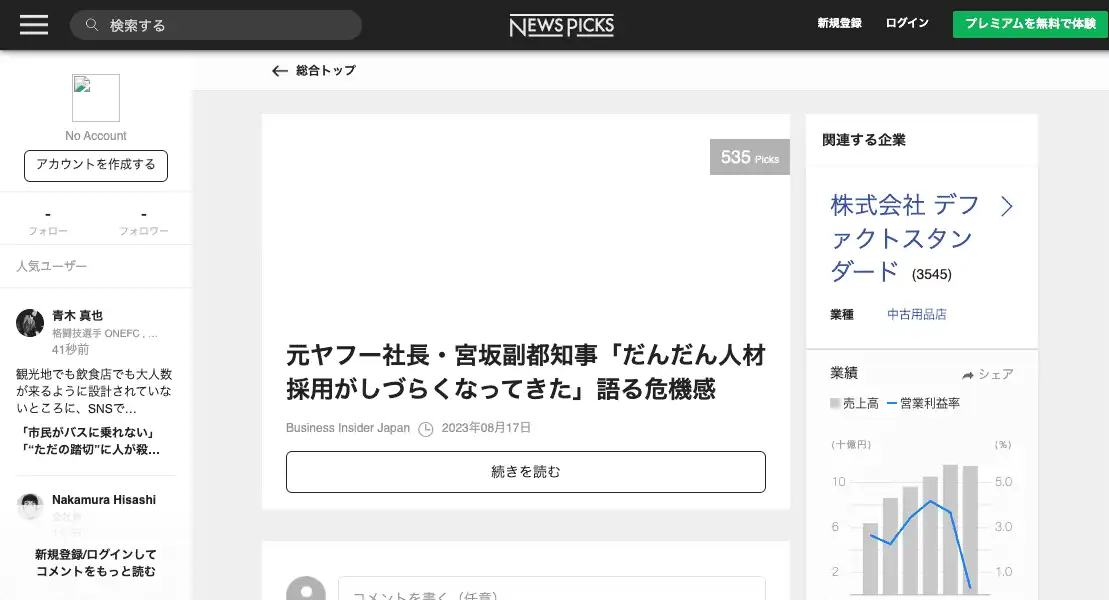 検索する
NEWSPICKS
新規登録
ログイン
プレミアムを無料で体験
総合トップ
No Account
アカウントを作成する
-
-
フォロー
フォロワー
人気ユーザー
青木 真也
格闘技選手 ONEFC , ...
41秒前
観光地でも飲食店でも大人数
が来るように設計されていな
いところに、SNSで…
「市民がバスに乗れない」
「“ただの踏切”に人が殺…
Nakamura Hisashi
会社員
新規登録/ログインして
コメントをもっと読む
535 Picks
元ヤフー社長・宮坂副都知事「だんだん人材
採用がしづらくなってきた」語る危機感
Business Insider Japan
2023年08月17日
続きを読む
コメントを書く（任意）
関連する企業
株式会社 デフ
ァクトスタン
ダード (3545)
業種
中古用品店
業績
シェア
売上高
営業利益率
(十億円)
(%)
10
5.0
6
3.0
2
1.0